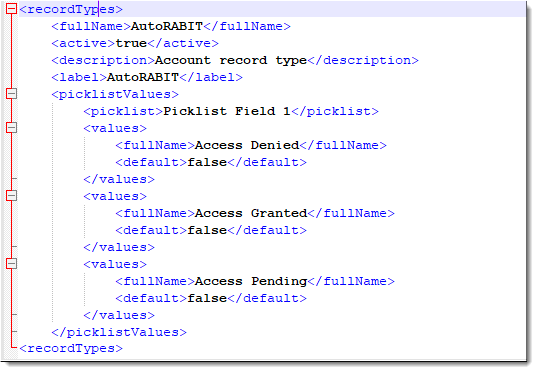 <recordTypes>
<fullName>AutoRABIT</fullName>
<active>true</active>
<description>Account record type</description>
<label>AutoRABIT</label>
<picklistValues>
<picklist>Picklist Field 1</picklist>
<values>
<fullName>Access Denied</fullName>
<default>false</default>
</values>
<values>
<fullName>Access Granted</fullName>
<default>false</default>
</values>
<values>
<fullName>Access Pending</fullName>
<default>false</default>
</values>
</picklistValues>
<recordTypes>